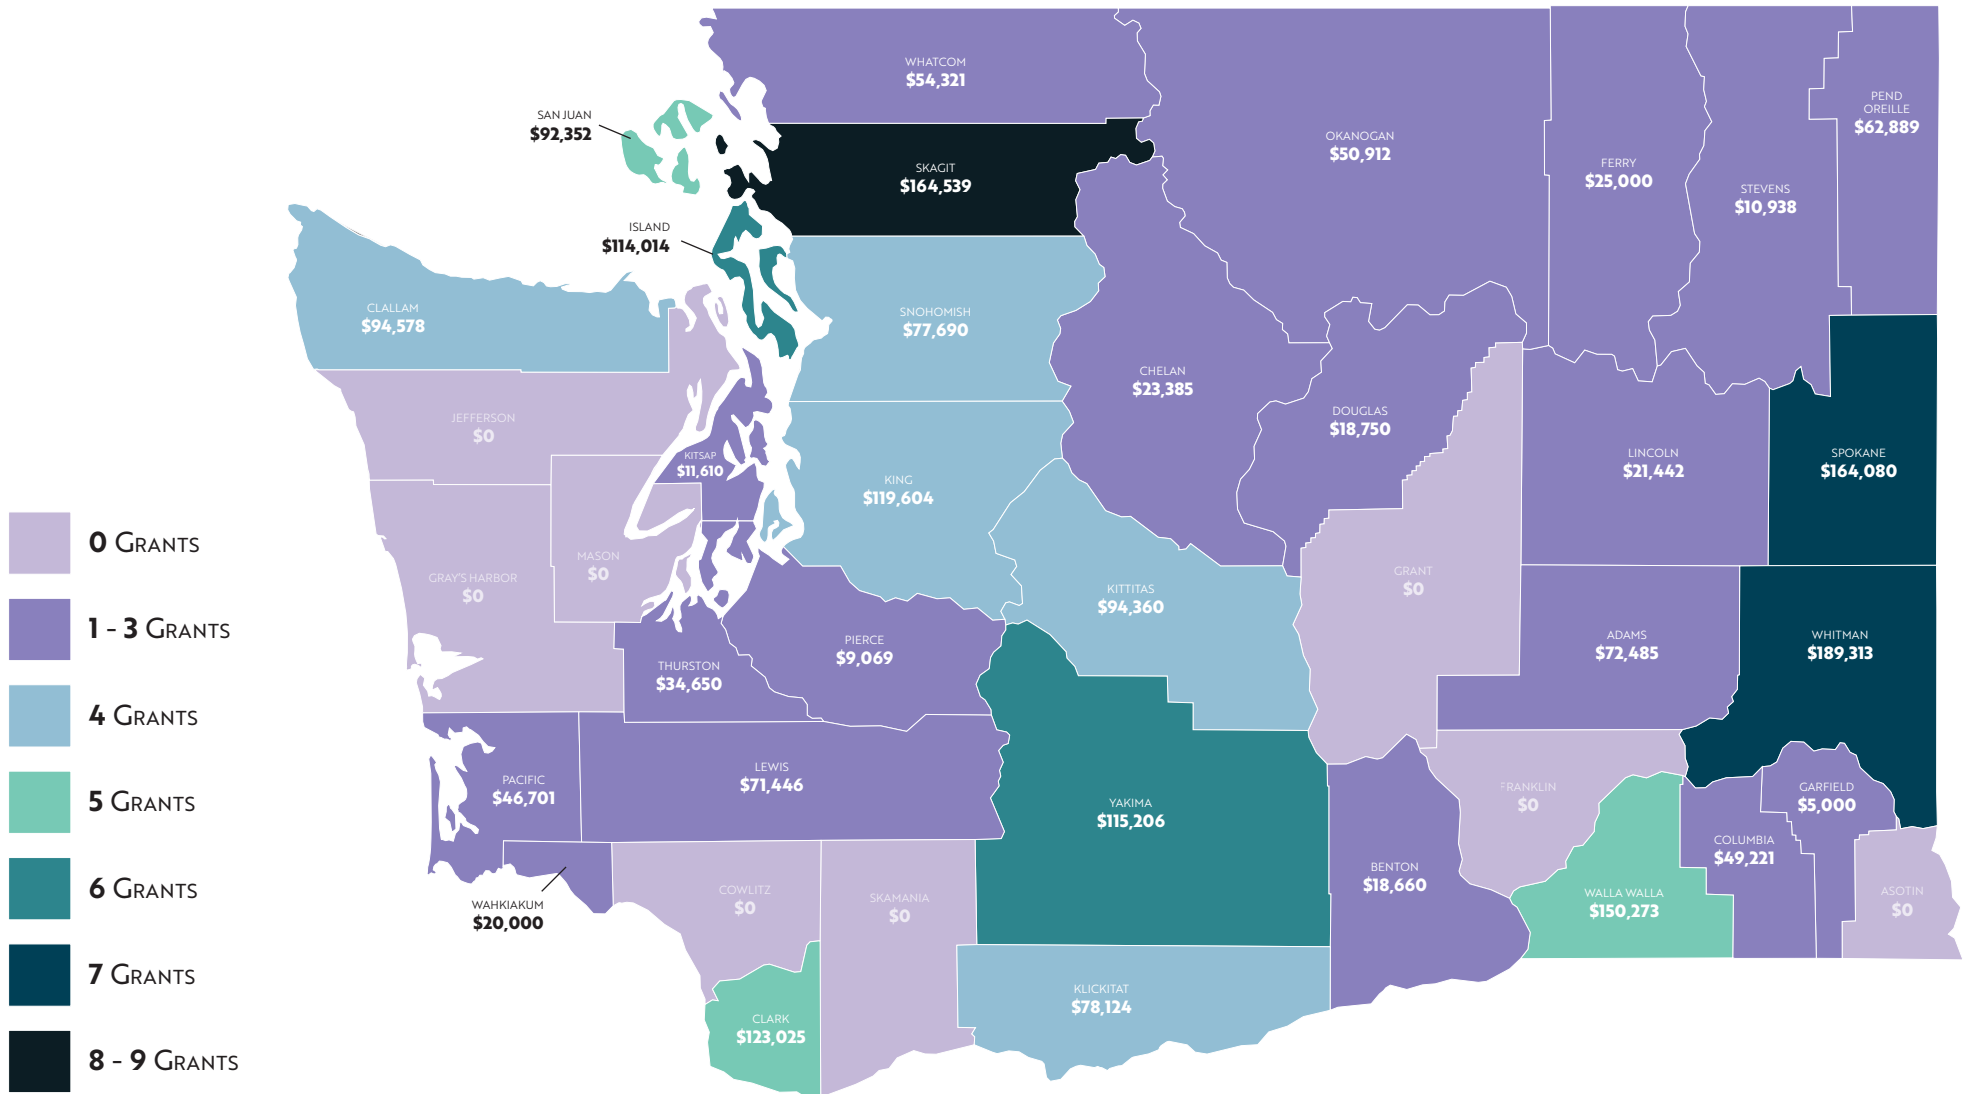 WHATCOM
$54,321
SAN JUAN
$92,352
SKAGIT
$164,539
ISLAND
$114,014
OKANOGAN
$50,912
FERRY
$25,000
STEVENS
$10,938
PEND
OREILLE
$62,889
CLALLAM
$94,578
SNOHOMISH
$77,690
CHELAN
$23,385
DOUGLAS
$18,750
JEFFERSON
$0
KITSAP
$11,610
KING
$119,604
LINCOLN
$21,442
SPOKANE
$164,080
GRAY'S HARBOR
$0
MASON
$0
KITTITAS
$94,360
GRANT
$0
ADAMS
$72,485
WHITMAN
$189,313
THURSTON
$34,650
PIERCE
$9,069
PACIFIC
$46,701
LEWIS
$71,446
YAKIMA
$115,206
FRANKLIN
$0
GARFIELD
$5,000
COLUMBIA
$49,221
BENTON
$18,660
WALLA WALLA
$150,273
ASOTIN
$0
WAHKIAKUM
$20,000
COWLITZ
$0
SKAMANIA
$0
CLARK
$123,025
KLICKITAT
$78,124
0 GRANTS
1 - 3 GRANTS
4 GRANTS
5 GRANTS
6 GRANTS
7 GRANTS
8 - 9 GRANTS